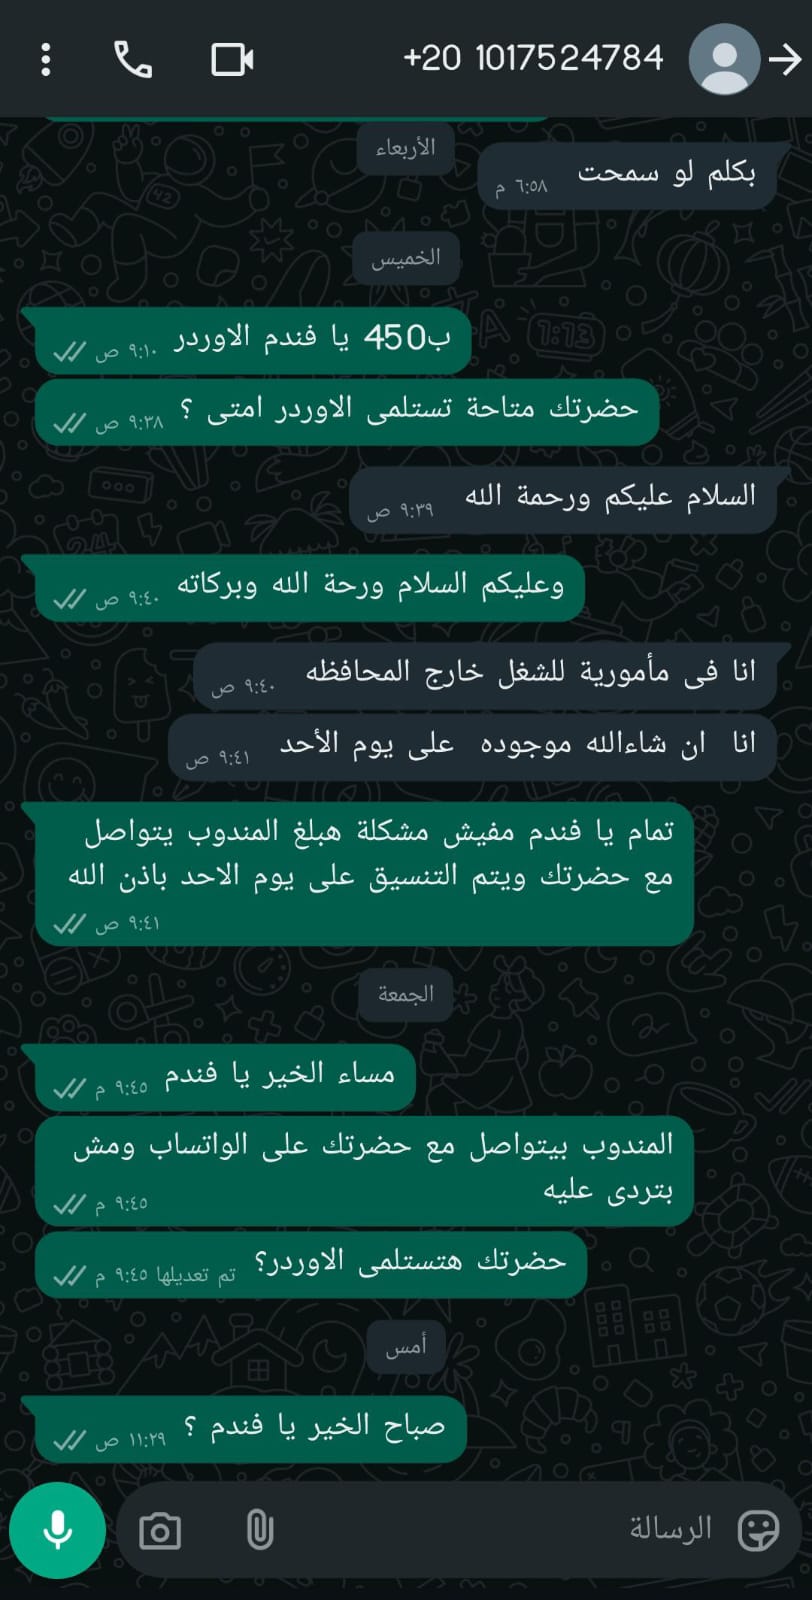 +20 1017524784
الأربعاء
بكلم لو سمحت
٦:٥٨ م
الخميس
ب450 يا فندم الاوردر
٩:١٠ ص
حضرتك متاحة تستلمى الاوردر امتى ؟
٩:٣٨ ص
السلام عليكم ورحمة الله
٩:٣٩ ص
وعليكم السلام ورحة الله وبركاته
٩:٤٠ ص
انا فى مأمورية للشغل خارج المحافظه
٩:٤٠ ص
انا ان شاءالله موجوده على يوم الأحد
٩:٤١ ص
تمام يا فندم مفيش مشكلة هبلغ المندوب يتواصل
مع حضرتك ويتم التنسيق على يوم الاحد باذن الله
٩:٤١ ص
الجمعة
مساء الخير يا فندم
٩:٤٥ م
المندوب بيتواصل مع حضرتك على الواتساب ومش
بتردى عليه
٩:٤٥ م
حضرتك هتستلمى الاوردر؟
تم تعديلها ٩:٤٥ م
أمس
صباح الخير يا فندم ؟
١١:٢٩ ص
الرسالة